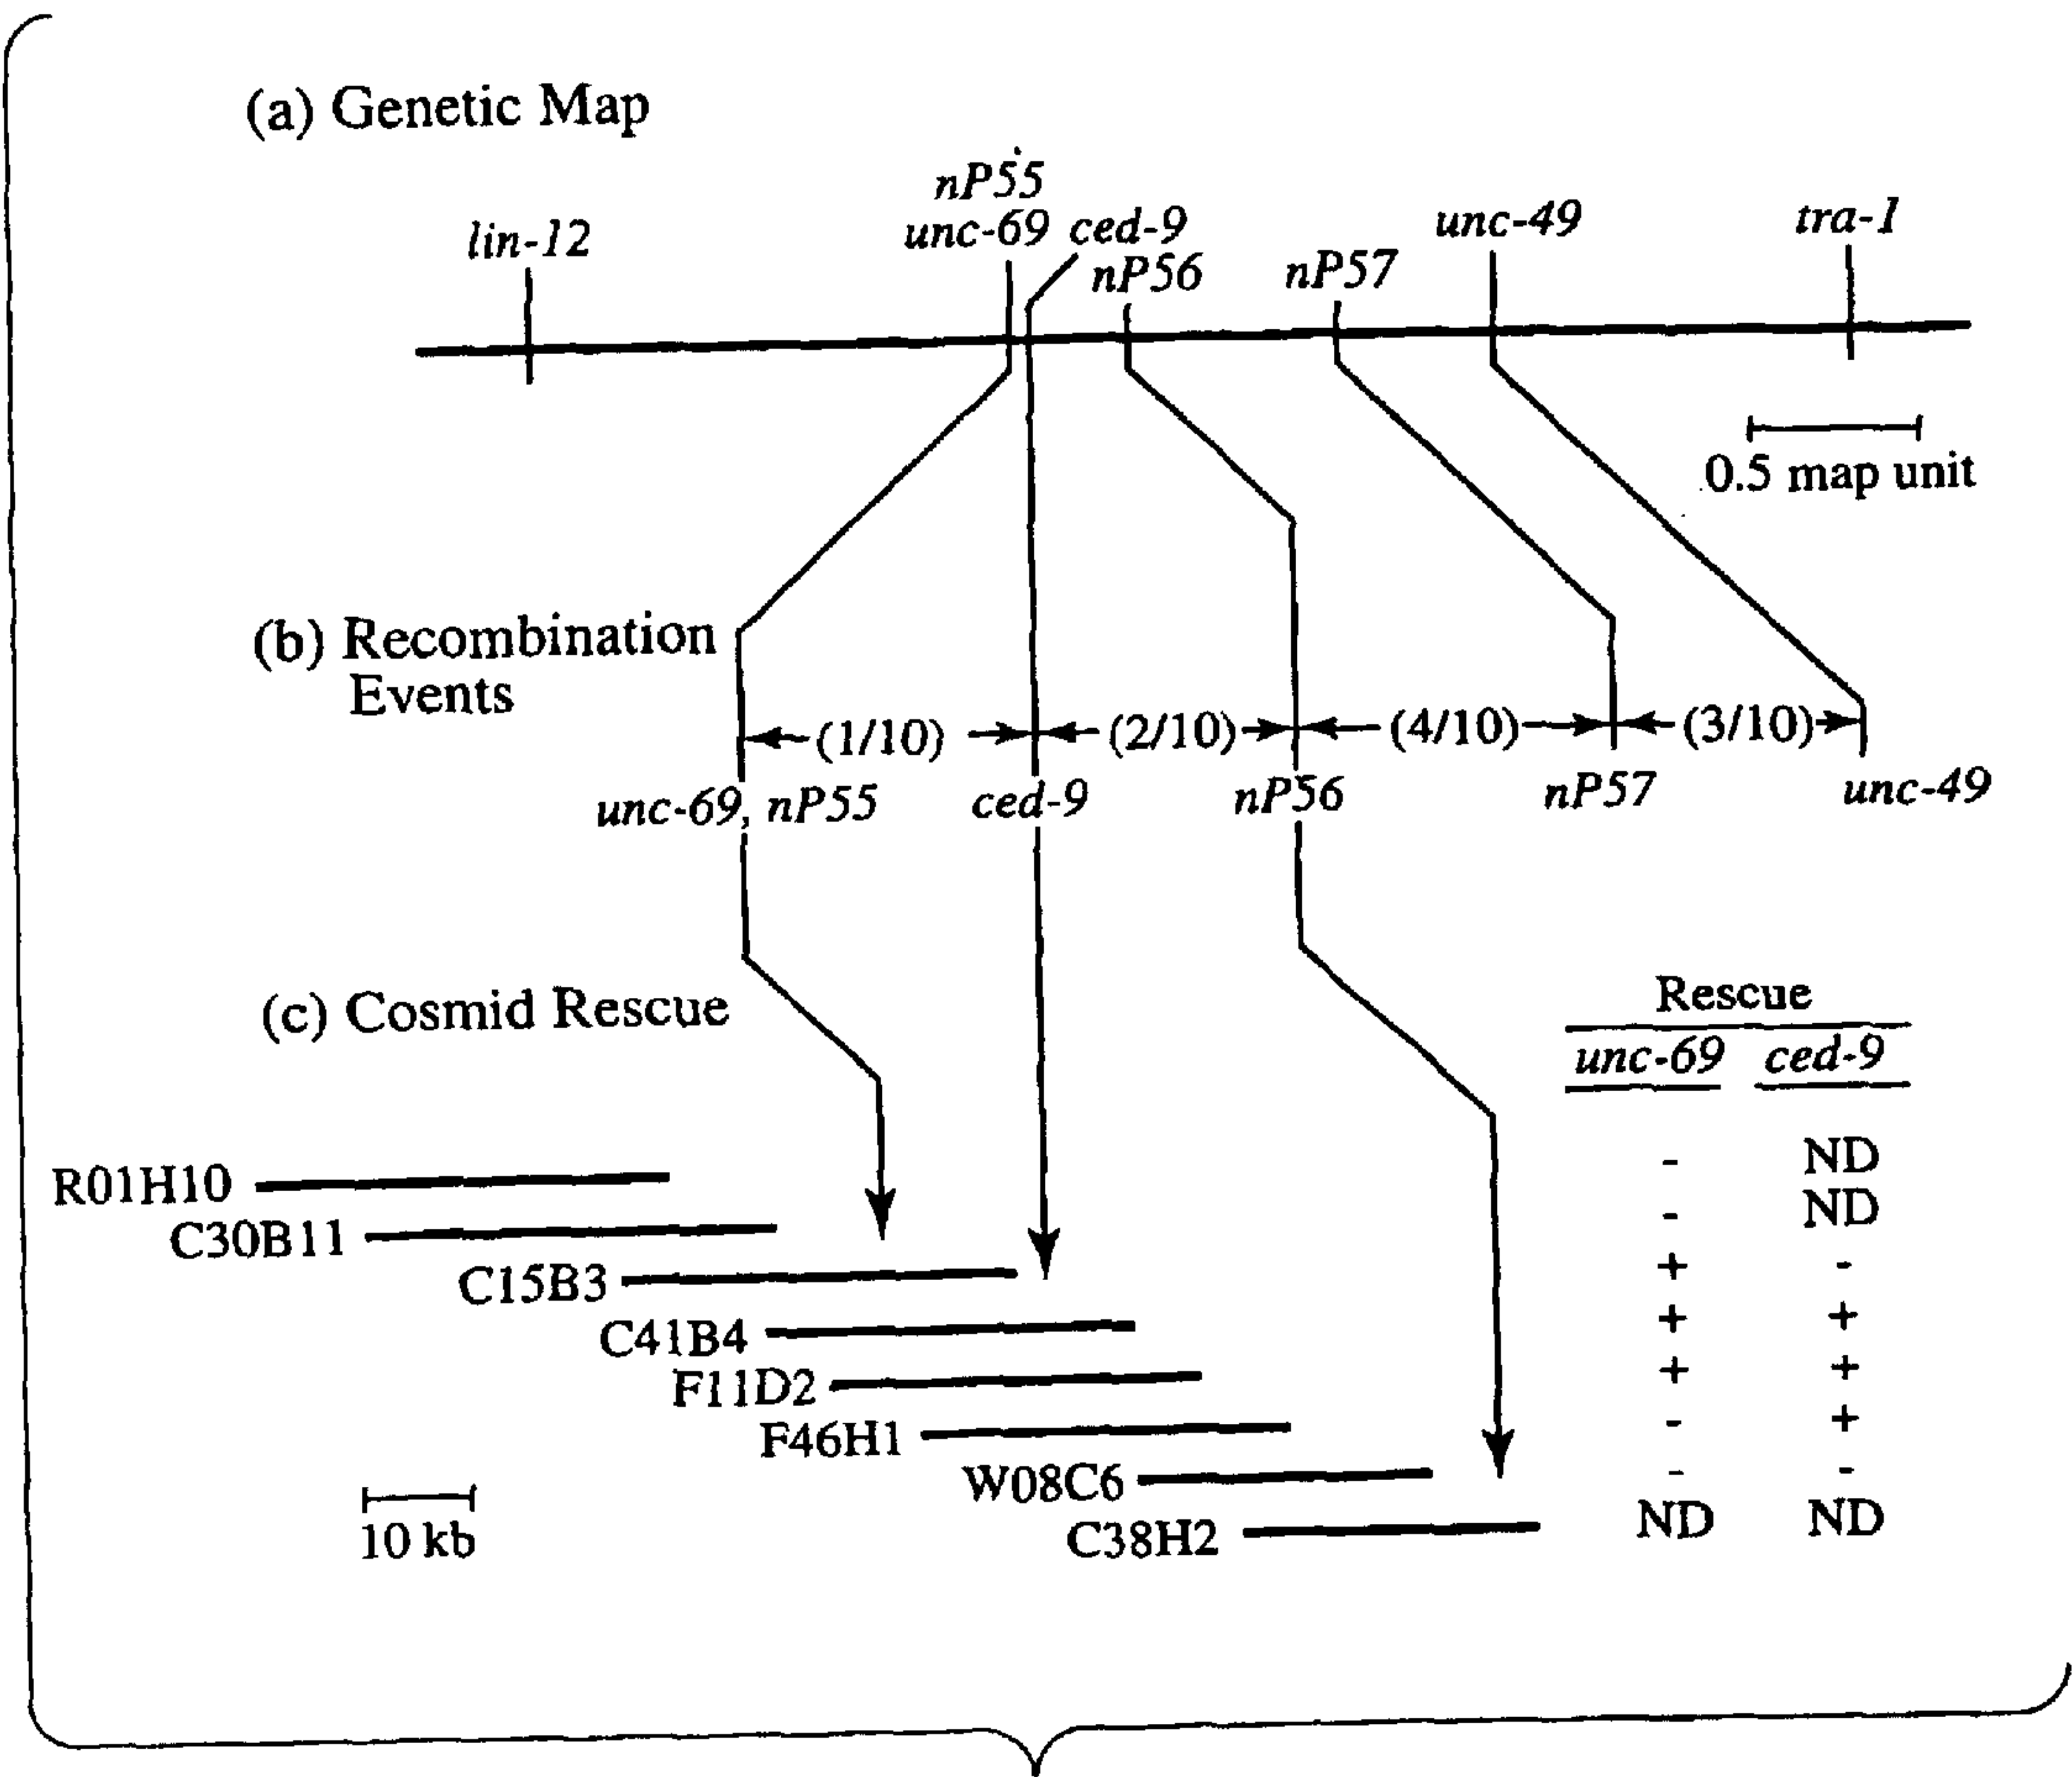 (a) Genetic Map
nP55
lin-12 unc-69 ced-9 unc-49 tra-1
nP56 nP57
0.5 map unit
(b) Recombination
Events
(1/10) (2/10) (4/10) (3/10)
unc-69, nP55 ced-9 nP56 nP57 unc-49
(c) Cosmid Rescue
Rescue
unc-69 ced-9
R01H10 - ND
C30B11 - ND
C15B3 + -
C41B4 + +
F11D2 + +
F46H1 - +
W08C6 - -
C38H2 ND ND
10 kb